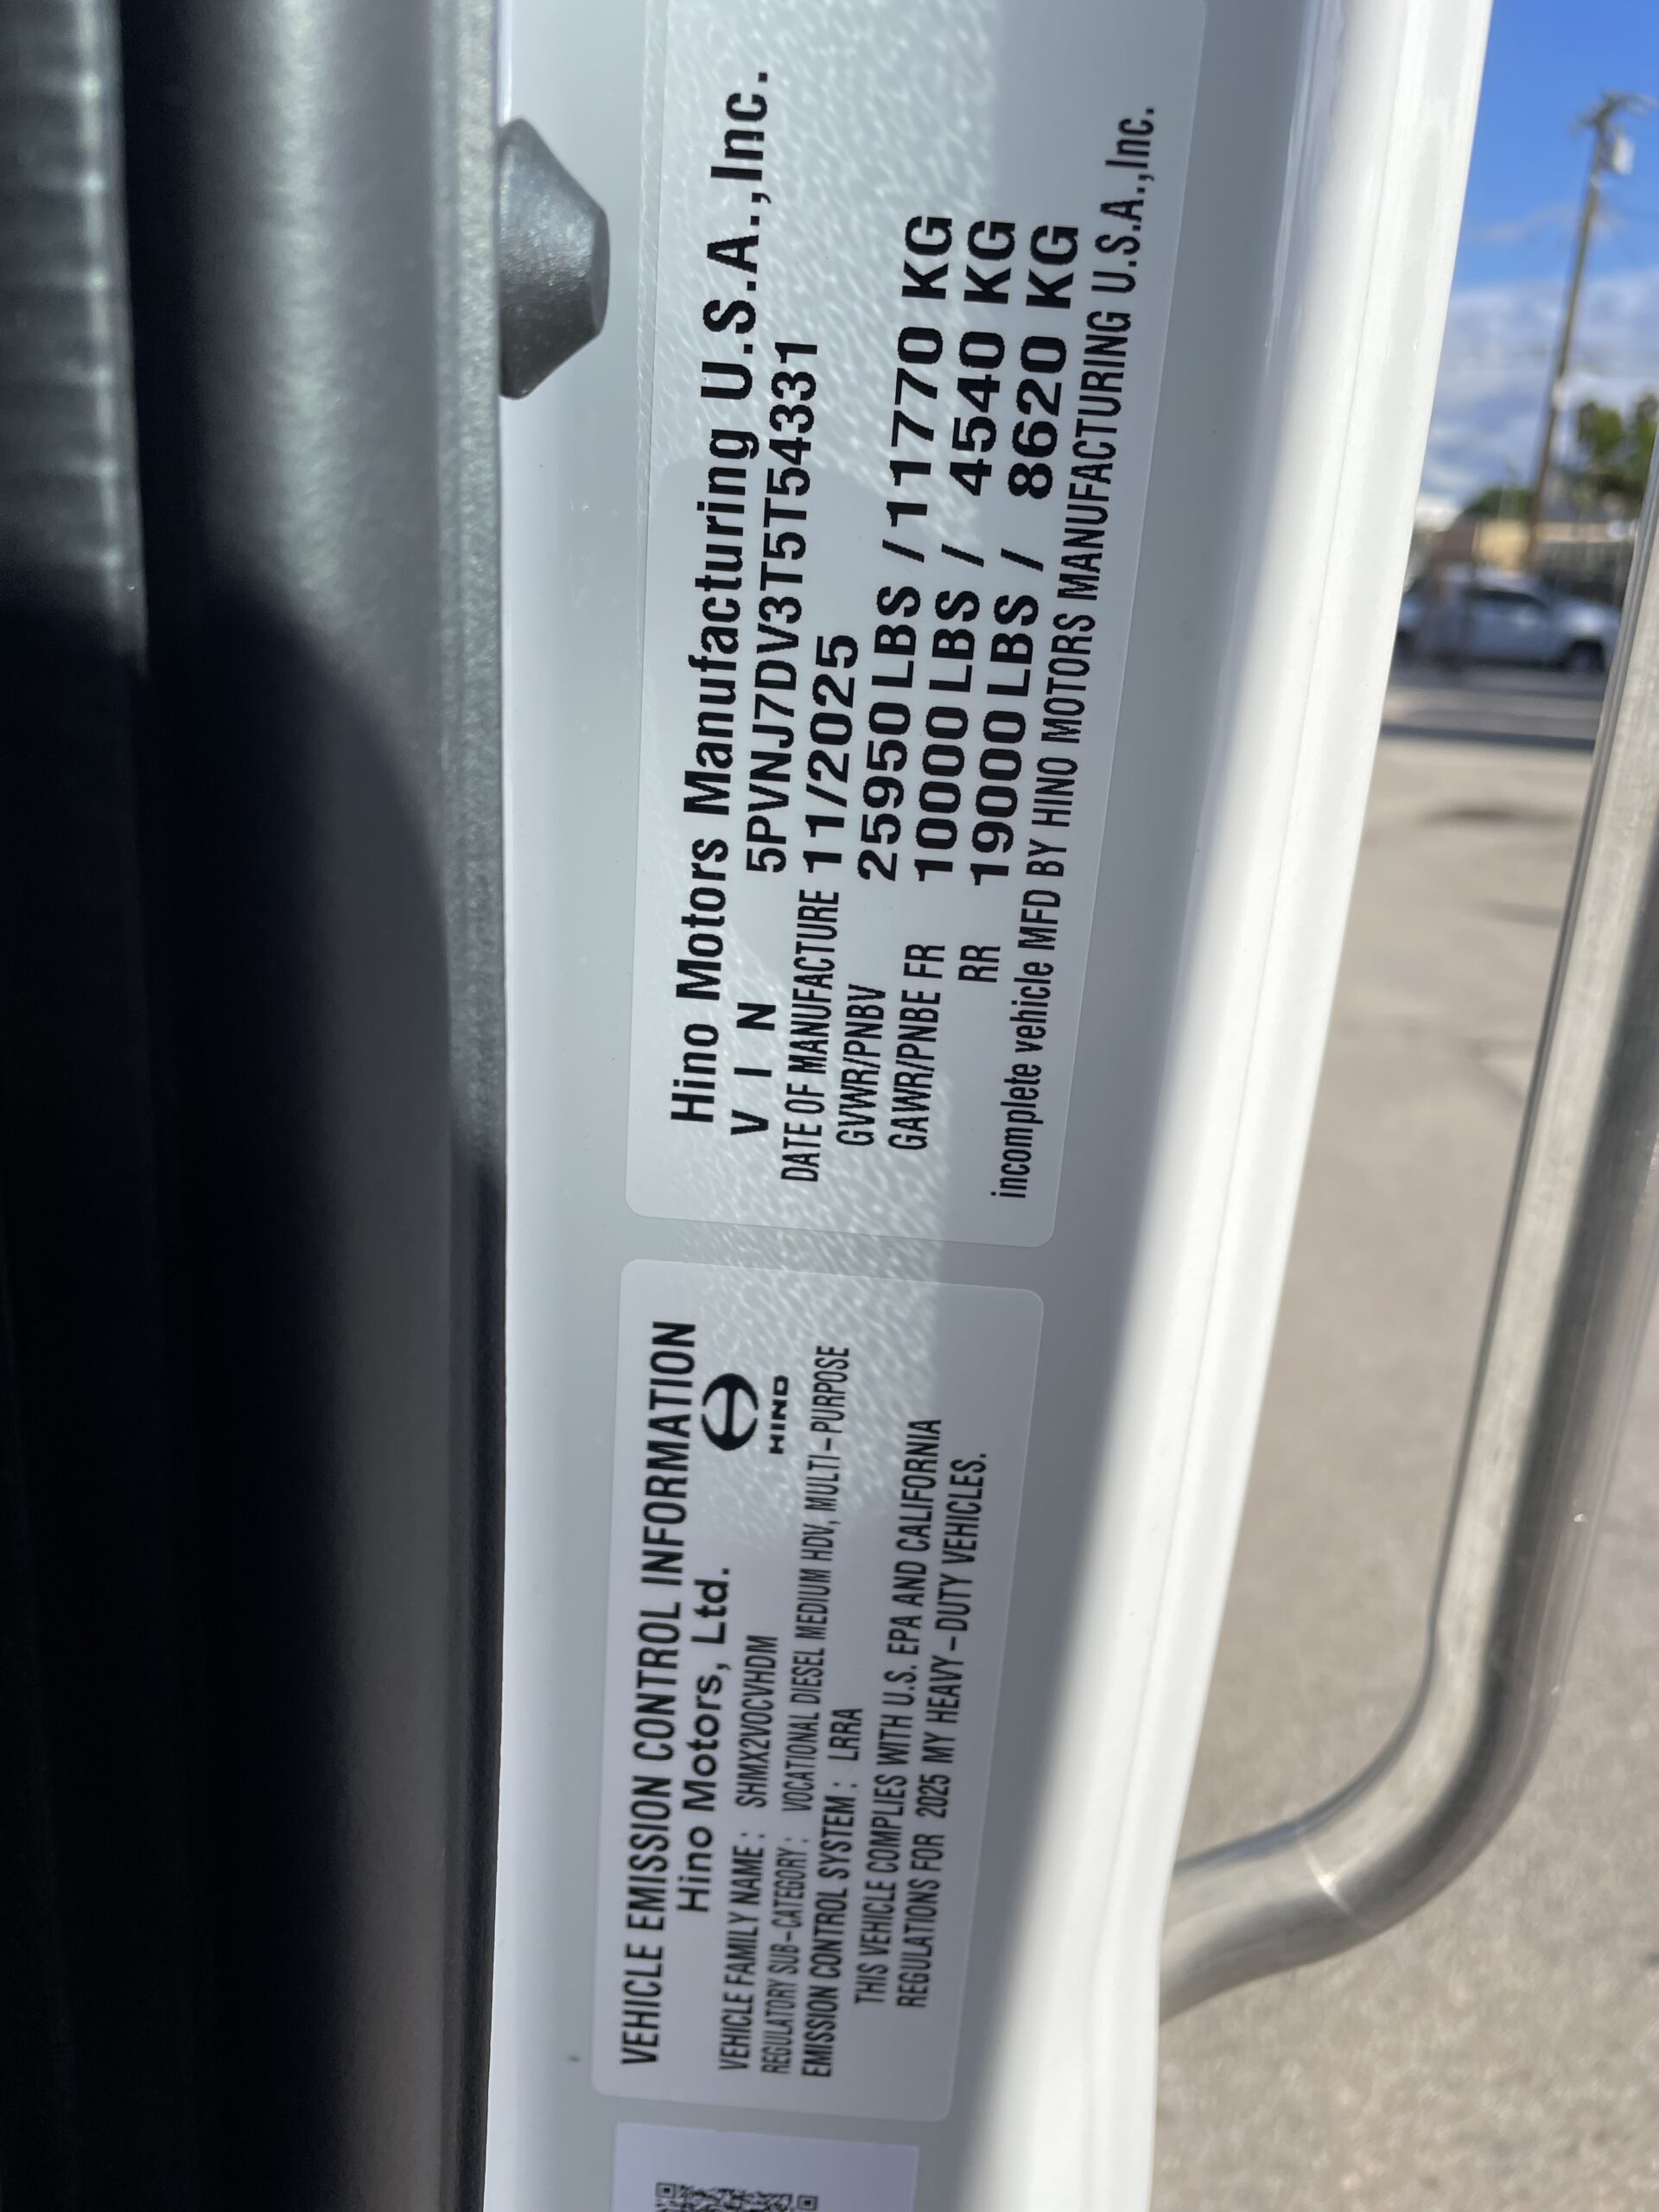 Hino Motors Manufacturing U.S.A.,Inc.
V I N 5PVNJ7DV3T5T54331
DATE OF MANUFACTURE 11/2025
GVWR/PNBV 25950 LBS / 11770 KG
GAWR/PNBE FR 10000 LBS / 4540 KG
RR 19000 LBS / 8620 KG
incomplete vehicle MFD BY HINO MOTORS MANUFACTURING U.S.A.,Inc.
VEHICLE EMISSION CONTROL INFORMATION
Hino Motors, Ltd.
HINO
VEHICLE FAMILY NAME : SHMX2VOCVHDM
REGULATORY SUB-CATEGORY : VOCATIONAL DIESEL MEDIUM HDV, MULTI-PURPOSE
EMISSION CONTROL SYSTEM : LRRA
THIS VEHICLE COMPLIES WITH U.S. EPA AND CALIFORNIA
REGULATIONS FOR 2025 MY HEAVY-DUTY VEHICLES.